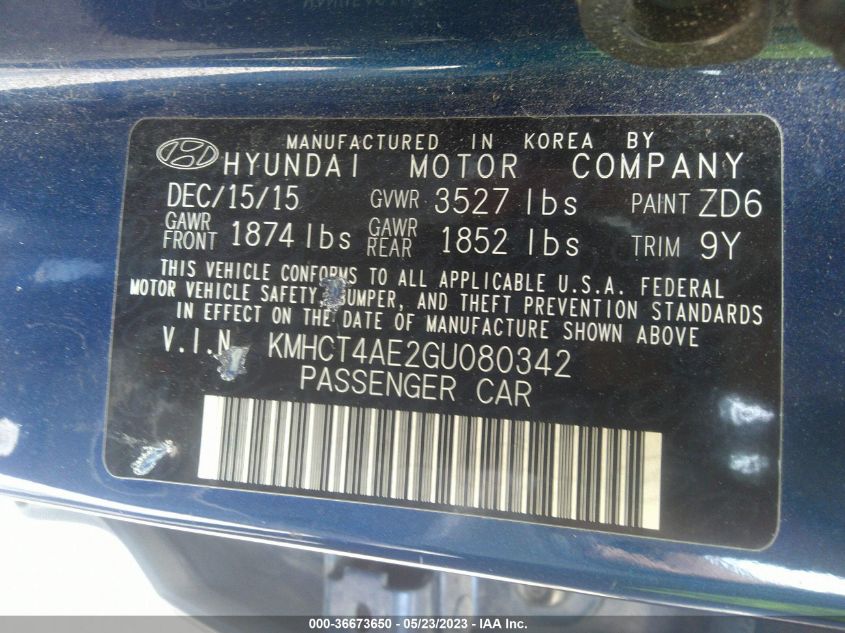 MANUFACTURED IN KOREA BY
HYUNDAI MOTOR COMPANY
DEC/15/15 GVWR 3527 lbs PAINT ZD6
GAWR FRONT 1874 lbs GAWR REAR 1852 lbs TRIM 9Y
THIS VEHICLE CONFORMS TO ALL APPLICABLE U.S.A. FEDERAL
MOTOR VEHICLE SAFETY, BUMPER, AND THEFT PREVENTION STANDARDS
IN EFFECT ON THE DATE OF MANUFACTURE SHOWN ABOVE
V.I.N. KMHCT4AE2GU080342
PASSENGER CAR
000-36673650 - 05/23/2023 - © IAA, Inc.